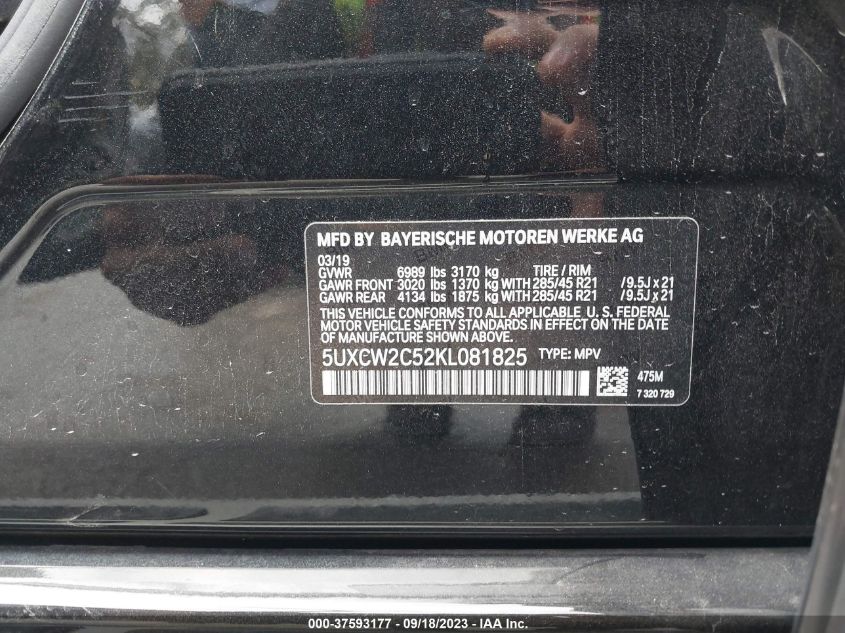 MFD BY BAYERISCHE MOTOREN WERKE AG
03/19
GVWR 6989 lbs 3170 kg TIRE / RIM
GAWR FRONT 3020 lbs 1370 kg WITH 285/45 R21 / 9.5J x 21
GAWR REAR 4134 lbs 1875 kg WITH 285/45 R21 / 9.5J x 21
THIS VEHICLE CONFORMS TO ALL APPLICABLE U. S. FEDERAL
MOTOR VEHICLE SAFETY STANDARDS IN EFFECT ON THE DATE
OF MANUFACTURE SHOWN ABOVE.
5UXCW2C52KL081825 TYPE: MPV
475M
7 320 729
000-37593177 - 09/18/2023 - IAA Inc.